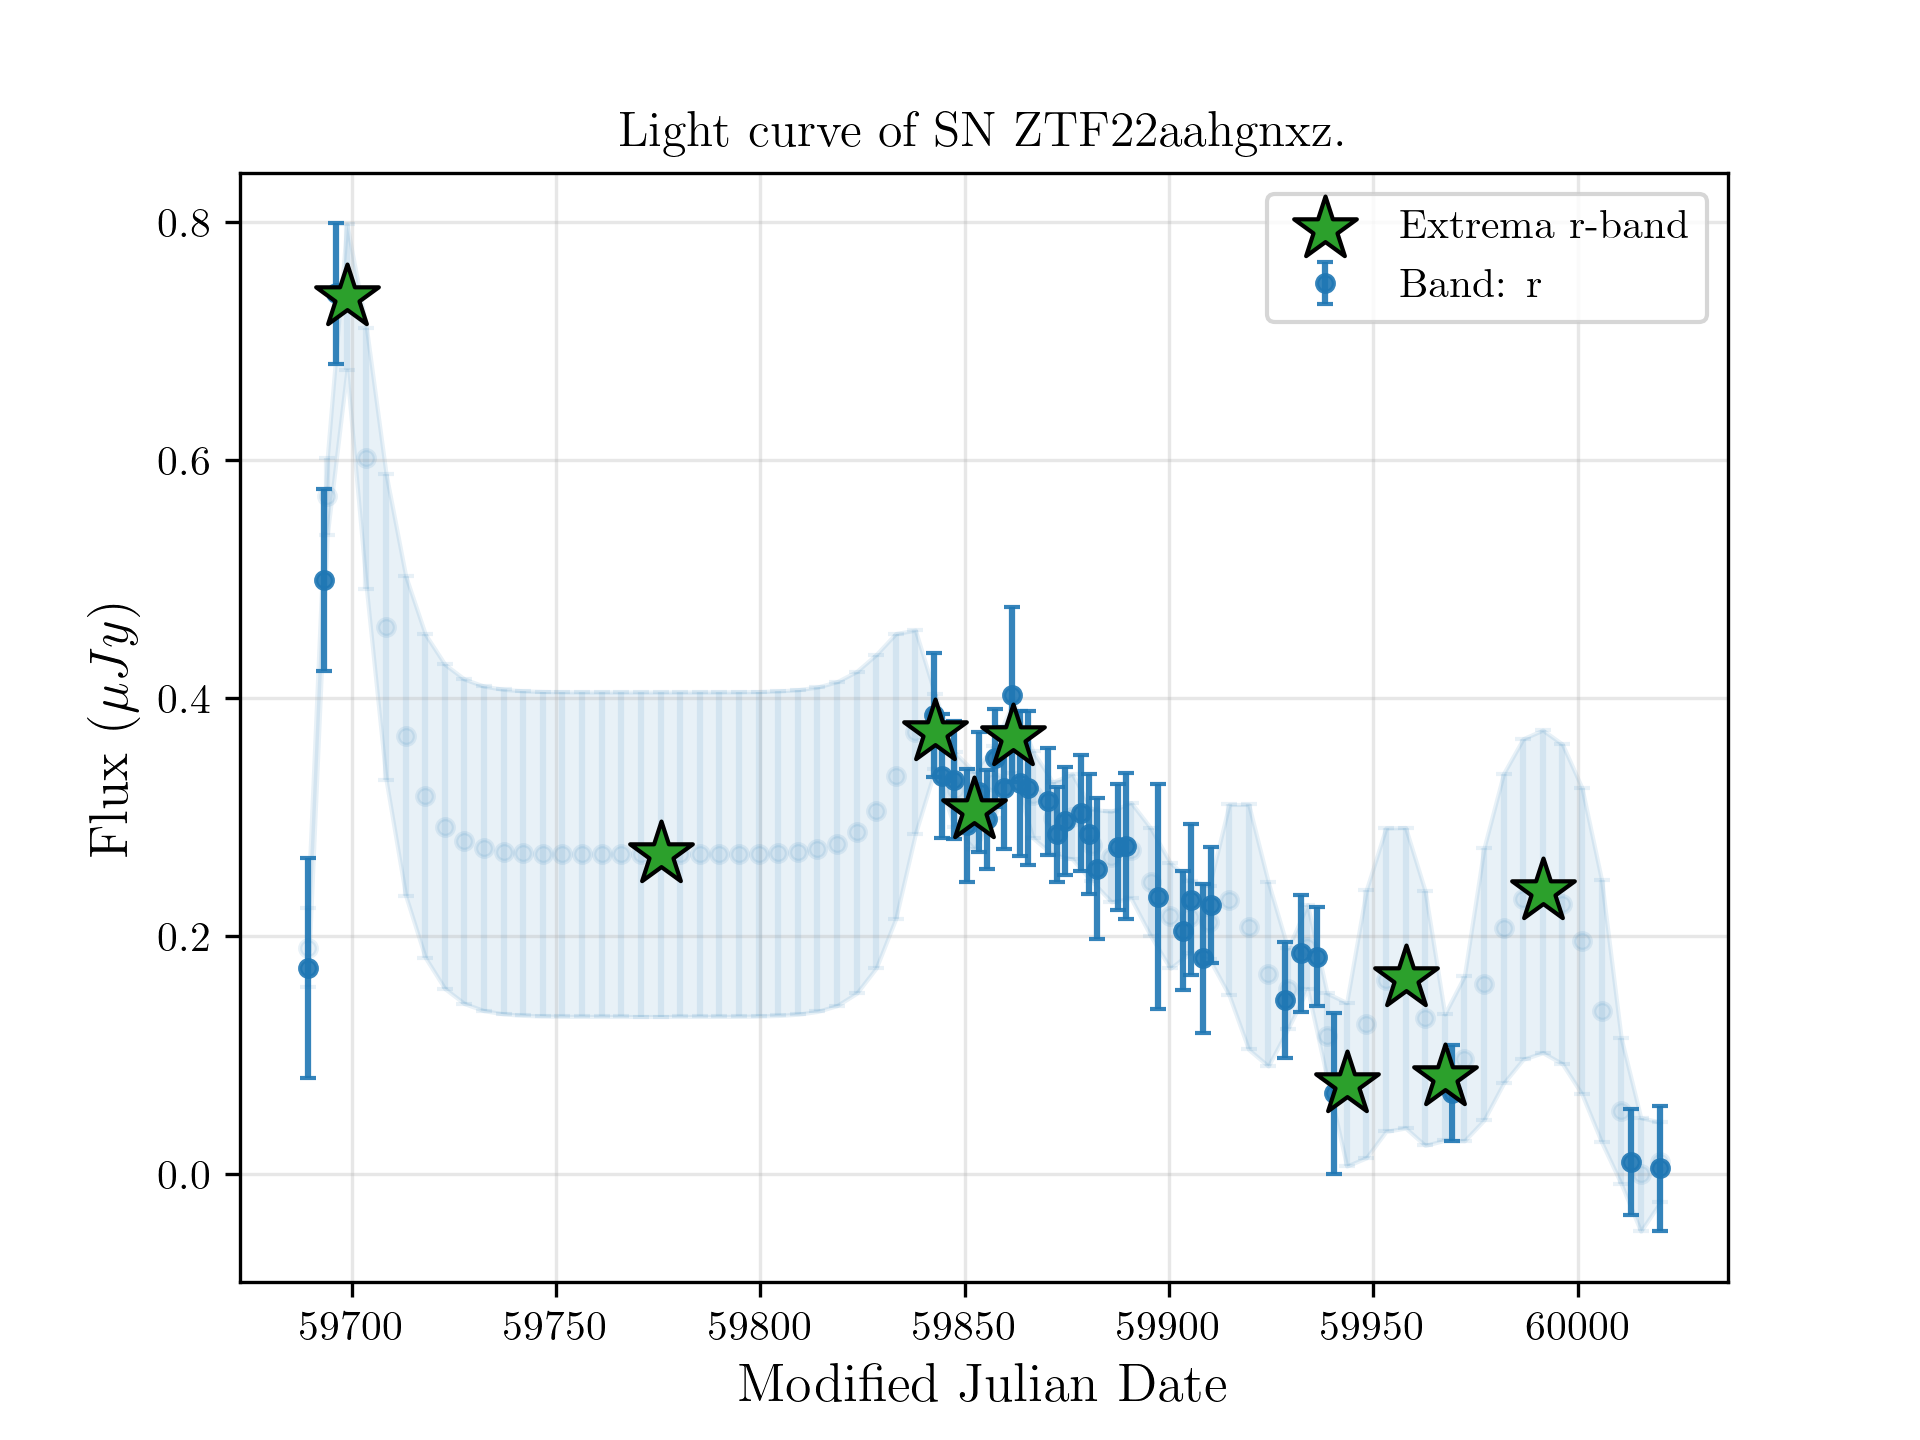 Light curve of SN ZTF22aahgnxz.
Extrema r-band
Band: r
Flux (μJy)
0.8
0.6
0.4
0.2
0.0
59700 59750 59800 59850 59900 59950 60000
Modified Julian Date